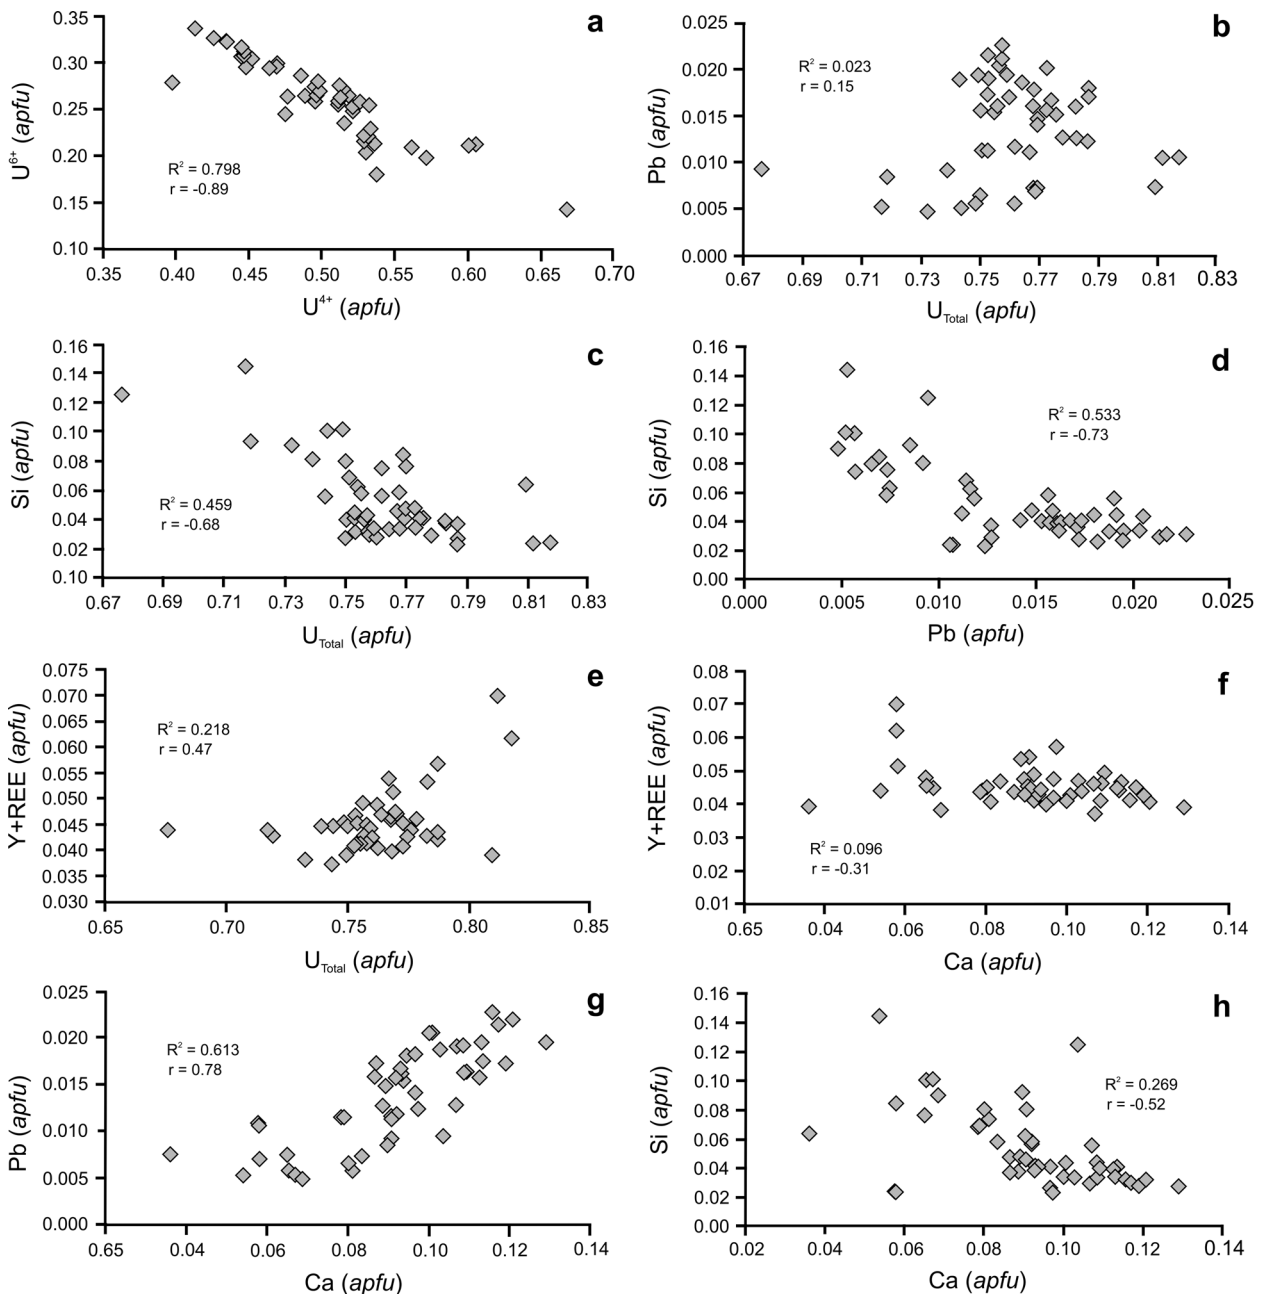 a
0.35
0.30
0.25
0.20
0.15
0.10
U6+ (apfu)
R2 = 0.798
r = -0.89
0.35 0.40 0.45 0.50 0.55 0.60 0.65 0.70
U4+ (apfu)
b
0.025
0.020
0.015
0.010
0.005
0.000
Pb (apfu)
R2 = 0.023
r = 0.15
0.67 0.69 0.71 0.73 0.75 0.77 0.79 0.81 0.83
UTotal (apfu)
c
0.16
0.14
0.12
0.10
0.08
0.06
0.04
0.02
0.10
Si (apfu)
R2 = 0.459
r = -0.68
0.67 0.69 0.71 0.73 0.75 0.77 0.79 0.81 0.83
UTotal (apfu)
d
0.16
0.14
0.12
0.10
0.08
0.06
0.04
0.02
0.00
Si (apfu)
R2 = 0.533
r = -0.73
0.000 0.005 0.010 0.015 0.020 0.025
Pb (apfu)
e
0.075
0.070
0.065
0.060
0.055
0.050
0.045
0.040
0.035
0.030
Y+REE (apfu)
R2 = 0.218
r = 0.47
0.65 0.70 0.75 0.80 0.85
UTotal (apfu)
f
0.08
0.07
0.06
0.05
0.04
0.03
0.02
0.01
Y+REE (apfu)
R2 = 0.096
r = -0.31
0.65 0.04 0.06 0.08 0.10 0.12 0.14
Ca (apfu)
g
0.025
0.020
0.015
0.010
0.005
0.000
Pb (apfu)
R2 = 0.613
r = 0.78
0.65 0.04 0.06 0.08 0.10 0.12 0.14
Ca (apfu)
h
0.16
0.14
0.12
0.10
0.08
0.06
0.04
0.02
0.00
Si (apfu)
R2 = 0.269
r = -0.52
0.02 0.04 0.06 0.08 0.10 0.12 0.14
Ca (apfu)